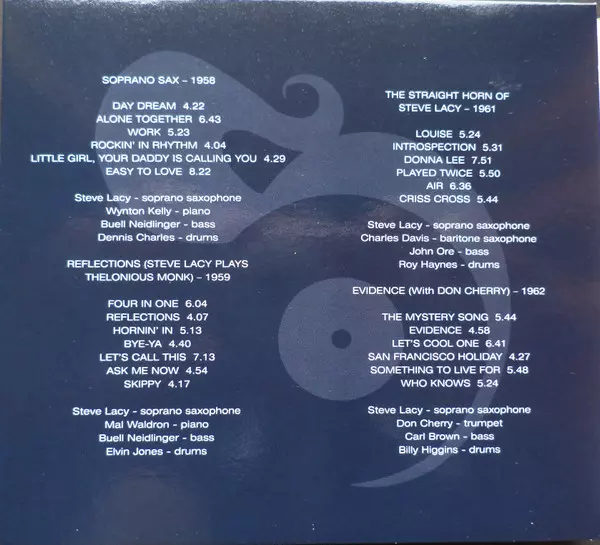 SOPRANO SAX – 1958
DAY DREAM 4.22
ALONE TOGETHER 6.43
WORK 5.23
ROCKIN' IN RHYTHM 4.04
LITTLE GIRL, YOUR DADDY IS CALLING YOU 4.29
EASY TO LOVE 8.22
Steve Lacy - soprano saxophone
Wynton Kelly - piano
Buell Neidlinger - bass
Dennis Charles - drums
REFLECTIONS (STEVE LACY PLAYS
THELONIOUS MONK) – 1959
FOUR IN ONE 6.04
REFLECTIONS 4.07
HORNIN' IN 5.13
BYE-YA 4.40
LET'S CALL THIS 7.13
ASK ME NOW 4.54
SKIPPY 4.17
Steve Lacy - soprano saxophone
Mal Waldron - piano
Buell Neidlinger - bass
Elvin Jones - drums
THE STRAIGHT HORN OF
STEVE LACY – 1961
LOUISE 5.24
INTROSPECTION 5.31
DONNA LEE 7.51
PLAYED TWICE 5.50
AIR 6.36
CRISS CROSS 5.44
Steve Lacy - soprano saxophone
Charles Davis - baritone saxophone
John Ore - bass
Roy Haynes - drums
EVIDENCE (With DON CHERRY) – 1962
THE MYSTERY SONG 5.44
EVIDENCE 4.58
LET'S COOL ONE 6.41
SAN FRANCISCO HOLIDAY 4.27
SOMETHING TO LIVE FOR 5.48
WHO KNOWS 5.24
Steve Lacy - soprano saxophone
Don Cherry - trumpet
Carl Brown - bass
Billy Higgins - drums